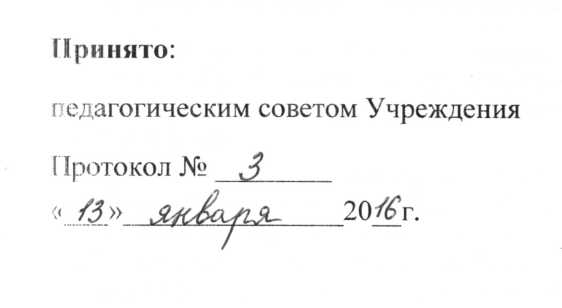 Принято:
педагогическим советом Учреждения
Протокол № 3
«13» января 2016г.